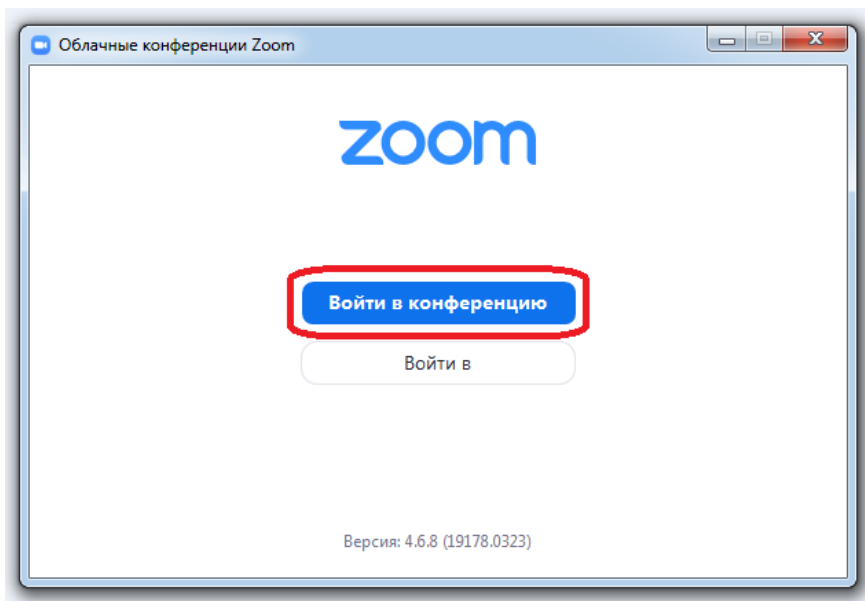 Облачные конференции Zoom
zoom
Войти в конференцию
Войти в
Версия: 4.6.8 (19178.0323)